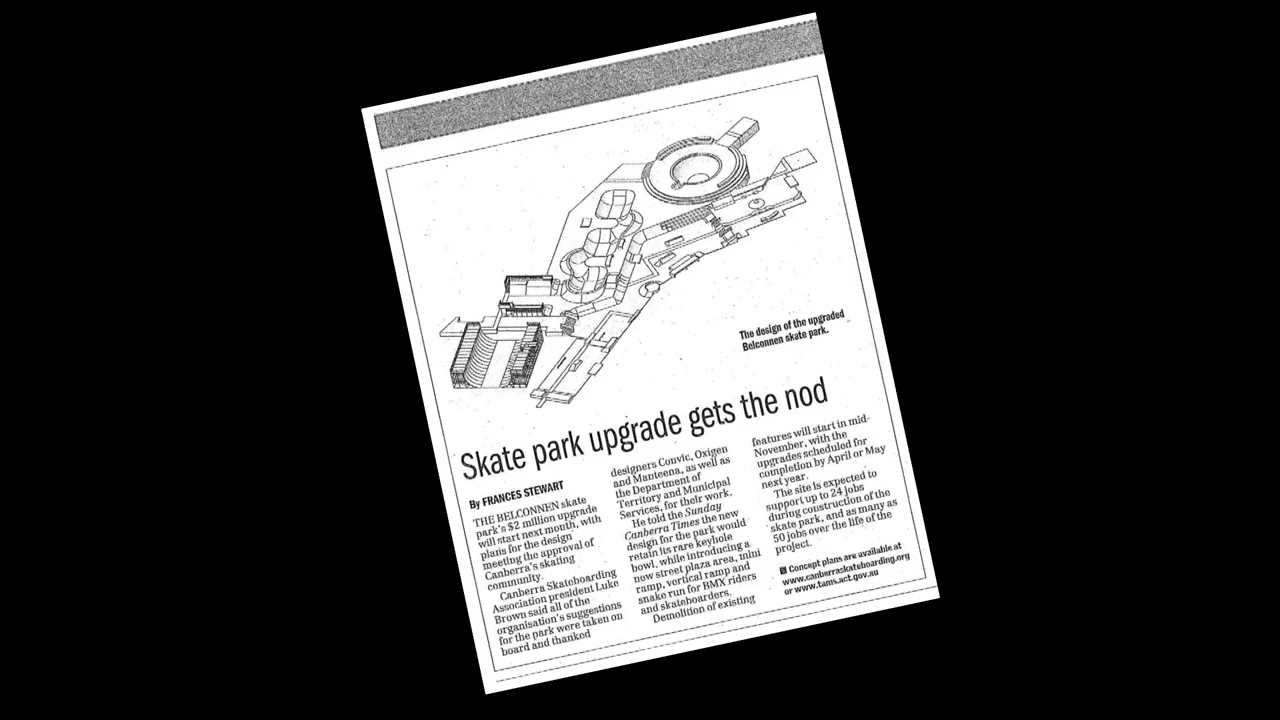 The design of the upgraded
Belconnen skate park.
Skate park upgrade gets the nod
By FRANCES STEWART
THE BELCONNEN skate
park's $2 million upgrade
will start next month, with
plans for the design
meeting the approval of
Canberra's skating
community.
Canberra Skateboarding
Association president Luke
Brown said all of the
organisation's suggestions
for the park were taken on
board and thanked
designers Convic, Oxigen
and Manteena, as well as
the Department of
Territory and Municipal
Services, for their work.
He told the Sunday
Canberra Times the new
design for the park would
retain its rare keyhole
bowl, while introducing a
new street plaza area, mini
ramp, vertical ramp and
snake run for BMX riders
and skateboarders.
Demolition of existing
features will start in mid-
November, with the
upgrades scheduled for
completion by April or May
next year.
The site is expected to
support up to 24 jobs
during construction of the
skate park, and as many as
50 jobs over the life of the
project.
■ Concept plans are available at
www.canberraskateboarding.org
or www.tams.act.gov.au